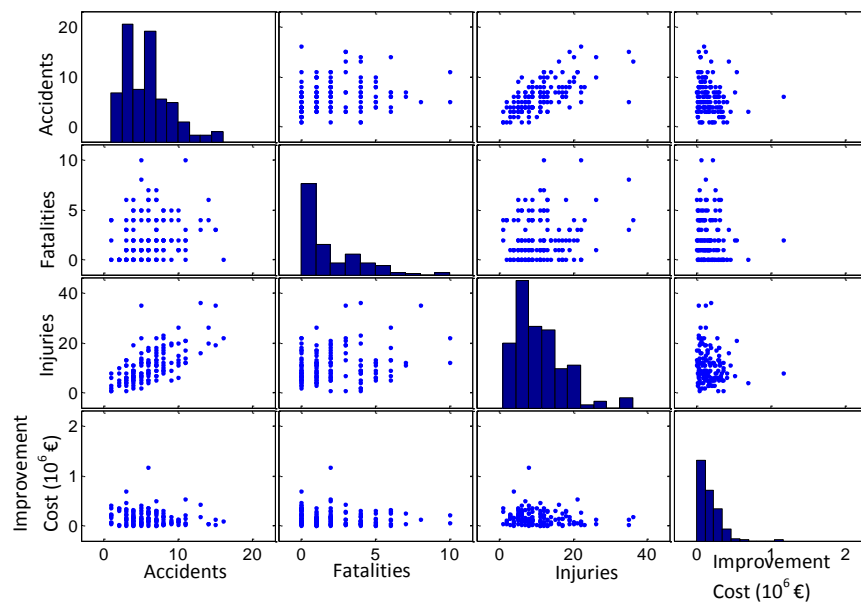 20
10
0
Accidents
10
5
0
Fatalities
40
20
0
Injuries
2
1
0
Improvement
Cost (10⁶ €)
0 10 20
0 5 10
0 20 40
0 1 2
Accidents
Fatalities
Injuries
Improvement
Cost (10⁶ €)